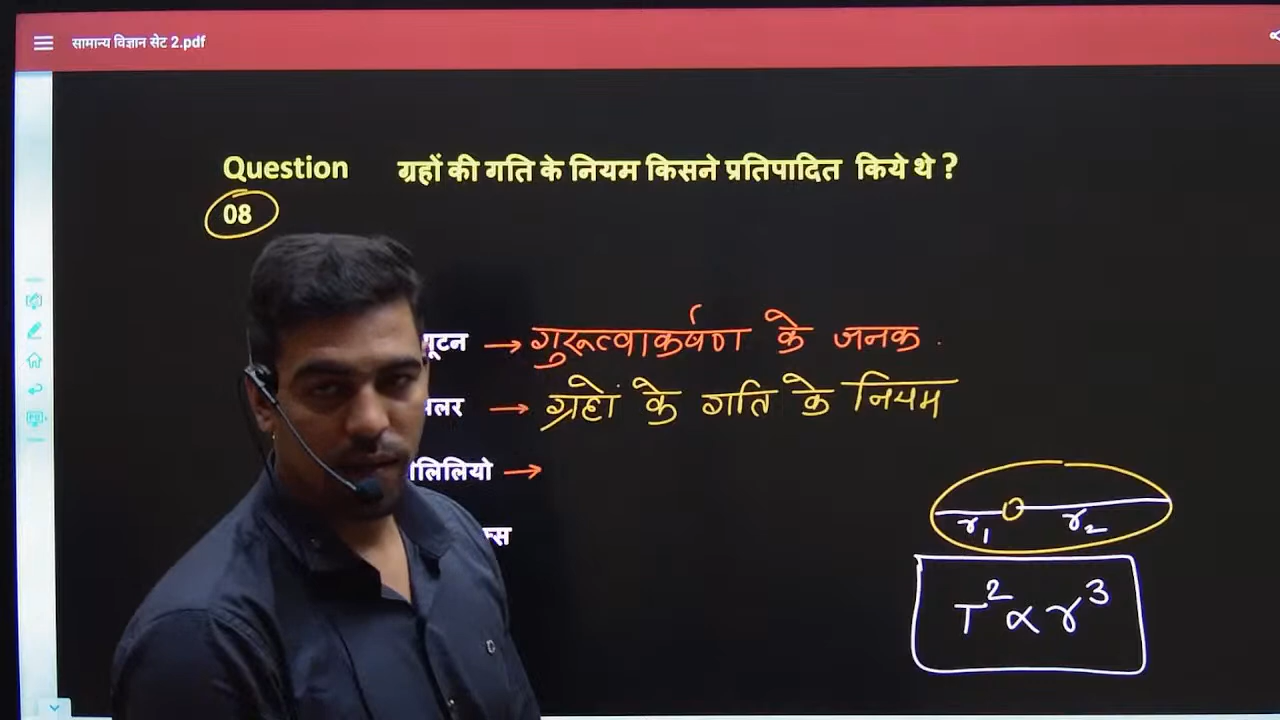 सामान्य विज्ञान सेट 2.pdf
Question ग्रहों की गति के नियम किसने प्रतिपादित किये थे ?
08
→ गुरूत्वाकर्षण के जनक
→ ग्रहों के गति के नियम
→
r₁ r₂
T² ∝ r³